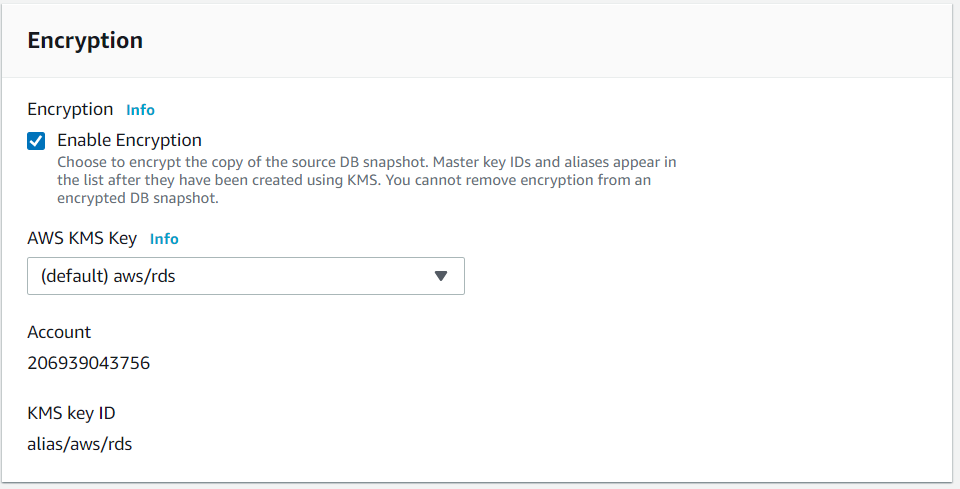 Encryption
Encryption Info
Enable Encryption
Choose to encrypt the copy of the source DB snapshot. Master key IDs and aliases appear in
the list after they have been created using KMS. You cannot remove encryption from an
encrypted DB snapshot.
AWS KMS Key Info
(default) aws/rds
Account
206939043756
KMS key ID
alias/aws/rds